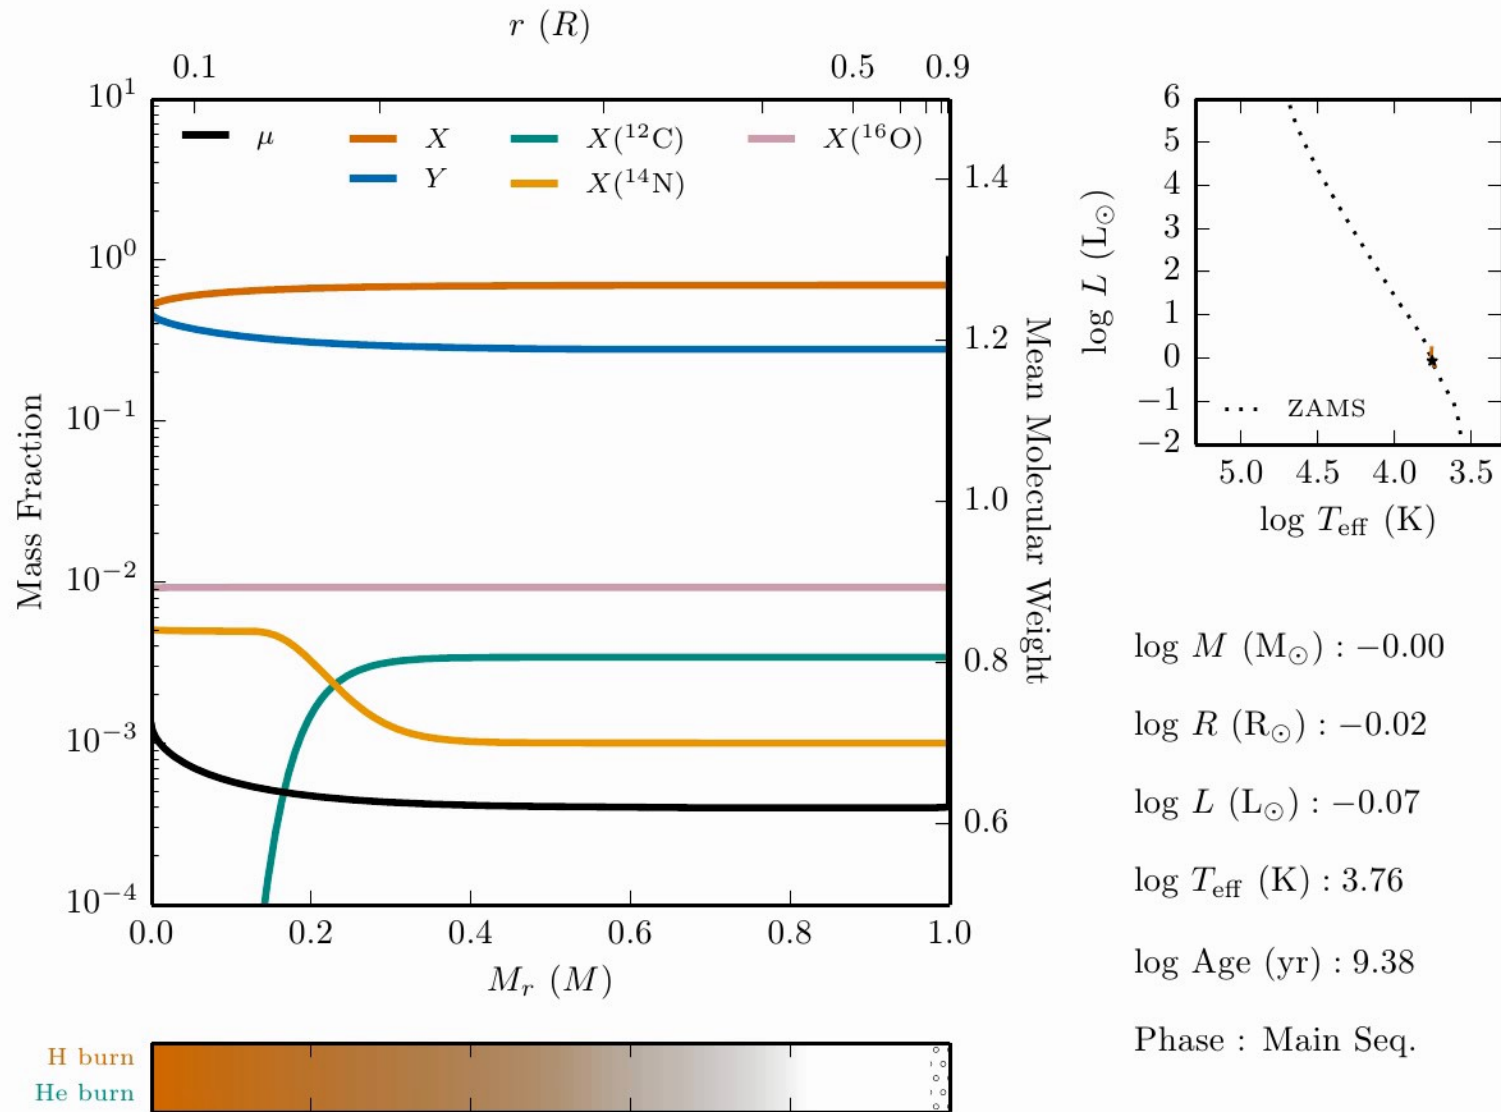 r (R)
0.1 0.5 0.9
10¹
10⁰
10⁻¹
10⁻²
10⁻³
10⁻⁴
Mass Fraction
μ X X(¹²C) X(¹⁶O)
Y X(¹⁴N)
1.4
1.2
1.0
0.8
0.6
Mean Molecular Weight
0.0 0.2 0.4 0.6 0.8 1.0
Mᵣ (M)
H burn
He burn
6
5
4
3
2
1
0
−1
−2
log L (L☉)
... ZAMS
5.0 4.5 4.0 3.5
log T_eff (K)
log M (M☉) : −0.00
log R (R☉) : −0.02
log L (L☉) : −0.07
log T_eff (K) : 3.76
log Age (yr) : 9.38
Phase : Main Seq.